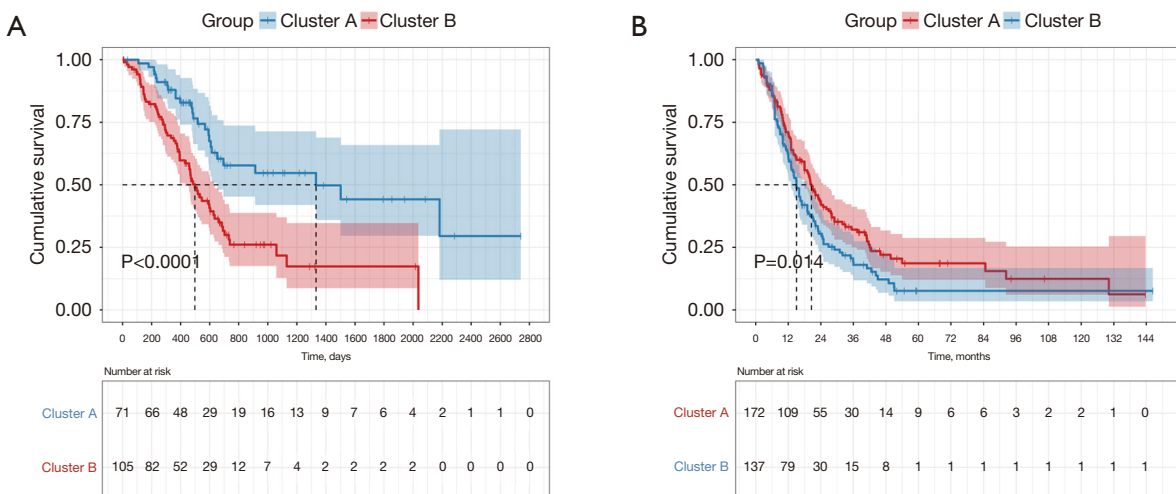 A
Group Cluster A Cluster B
Cumulative survival
1.00
0.75
0.50
0.25
0.00
P<0.0001
0 200 400 600 800 1000 1200 1400 1600 1800 2000 2200 2400 2600 2800
Time, days
Number at risk
Cluster A 71 66 48 29 19 16 13 9 7 6 4 2 1 1 0
Cluster B 105 82 52 29 12 7 4 2 2 2 2 0 0 0 0
B
Group Cluster A Cluster B
Cumulative survival
1.00
0.75
0.50
0.25
0.00
P=0.014
0 12 24 36 48 60 72 84 96 108 120 132 144
Time, months
Number at risk
Cluster A 172 109 55 30 14 9 6 6 3 2 2 1 0
Cluster B 137 79 30 15 8 1 1 1 1 1 1 1 1